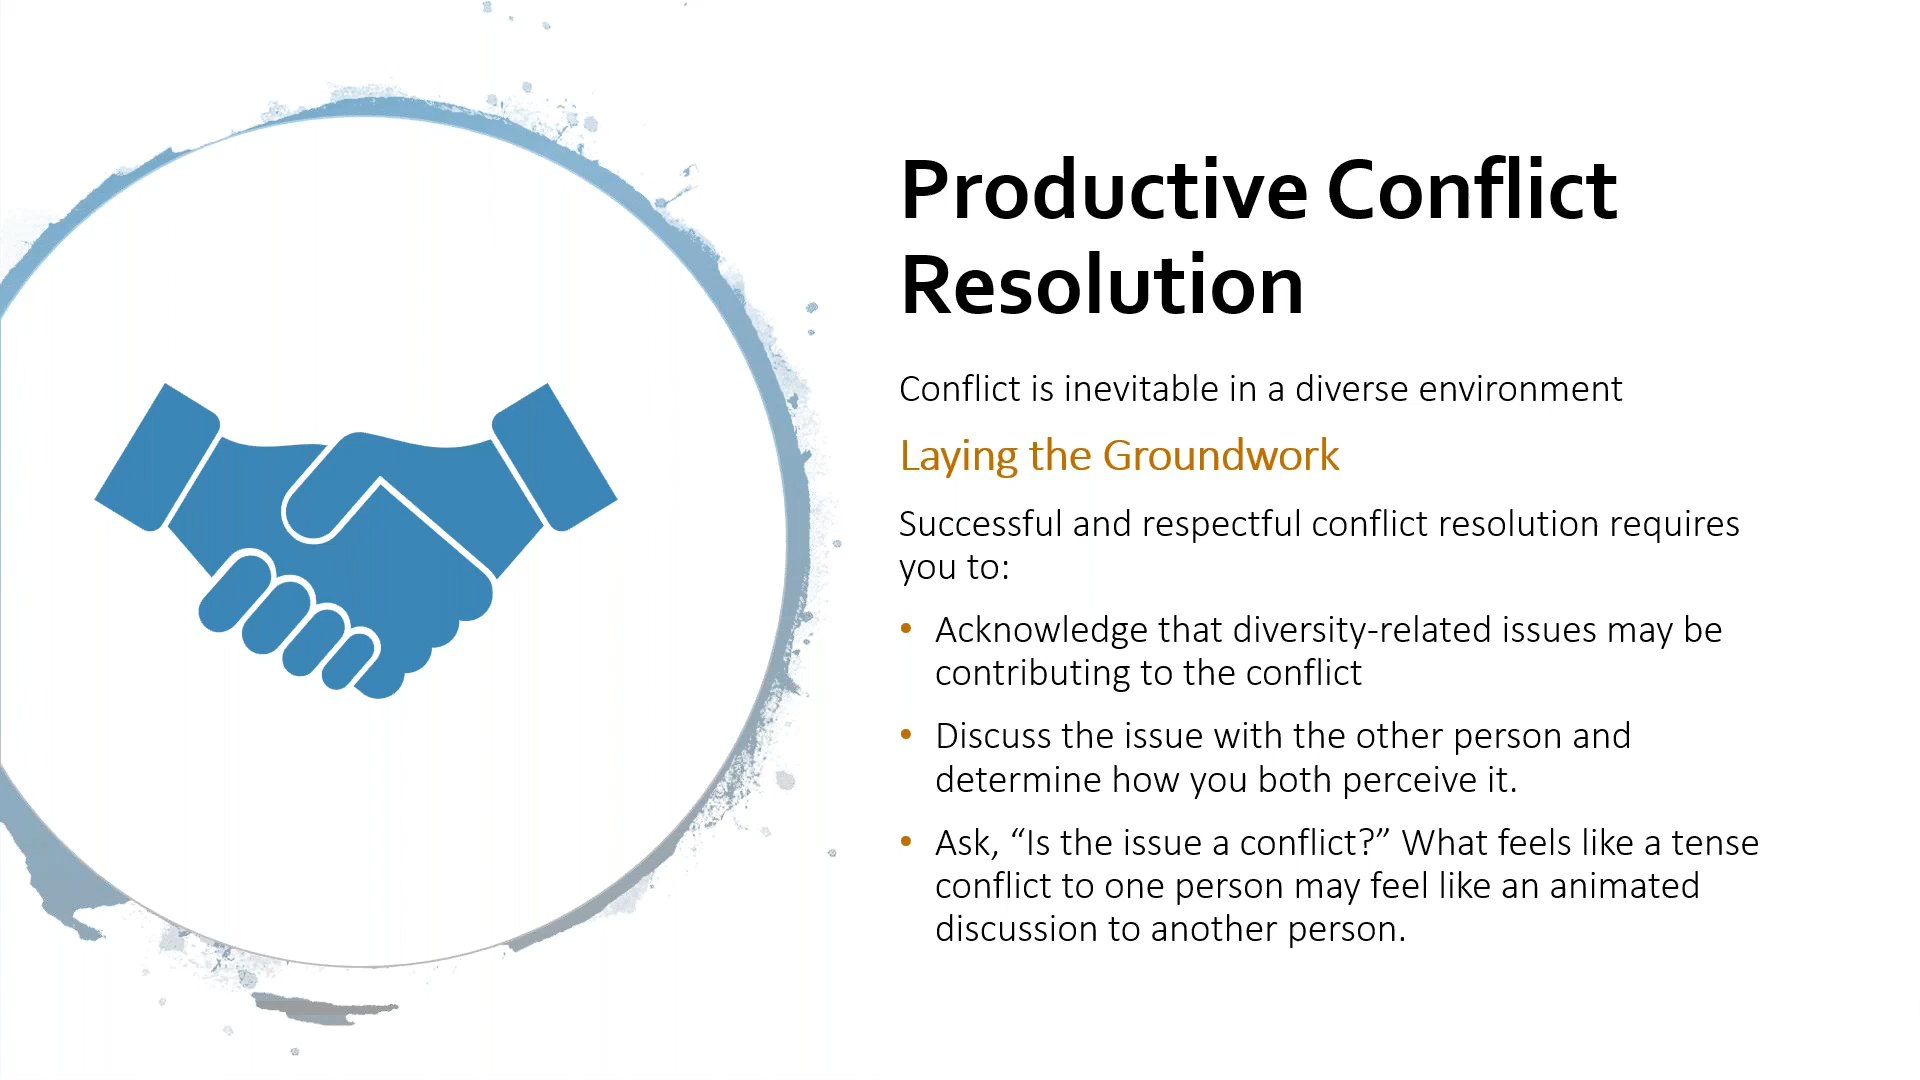 Productive Conflict
Resolution
Conflict is inevitable in a diverse environment
Laying the Groundwork
Successful and respectful conflict resolution requires
you to:
• Acknowledge that diversity-related issues may be
contributing to the conflict
• Discuss the issue with the other person and
determine how you both perceive it.
• Ask, “Is the issue a conflict?” What feels like a tense
conflict to one person may feel like an animated
discussion to another person.